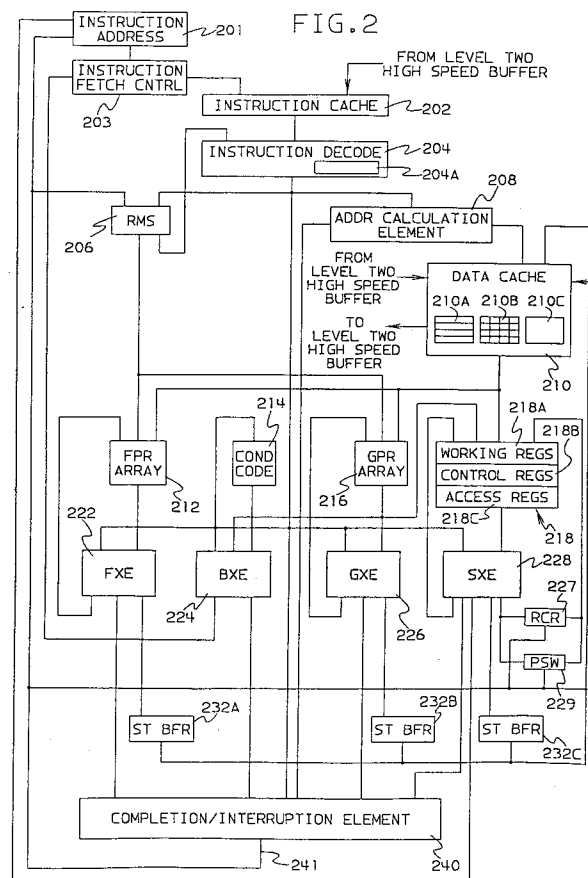 FIG.2
INSTRUCTION
ADDRESS
201
INSTRUCTION
FETCH CNTRL
203
FROM LEVEL TWO
HIGH SPEED BUFFER
INSTRUCTION CACHE
202
INSTRUCTION DECODE
204
204A
208
RMS
206
ADDR CALCULATION
ELEMENT
FROM
LEVEL TWO
HIGH SPEED
BUFFER
DATA CACHE
210A
210B
210C
TO
LEVEL TWO
HIGH SPEED
BUFFER
210
214
218A
218B
FPR
ARRAY
212
COND
CODE
GPR
ARRAY
216
WORKING REGS
CONTROL REGS
ACCESS REGS
218C
218
222
FXE
BXE
224
GXE
226
SXE
228
227
RCR
PSW
229
232A
ST BFR
232B
ST BFR
ST BFR
232C
COMPLETION/INTERRUPTION ELEMENT
241
240